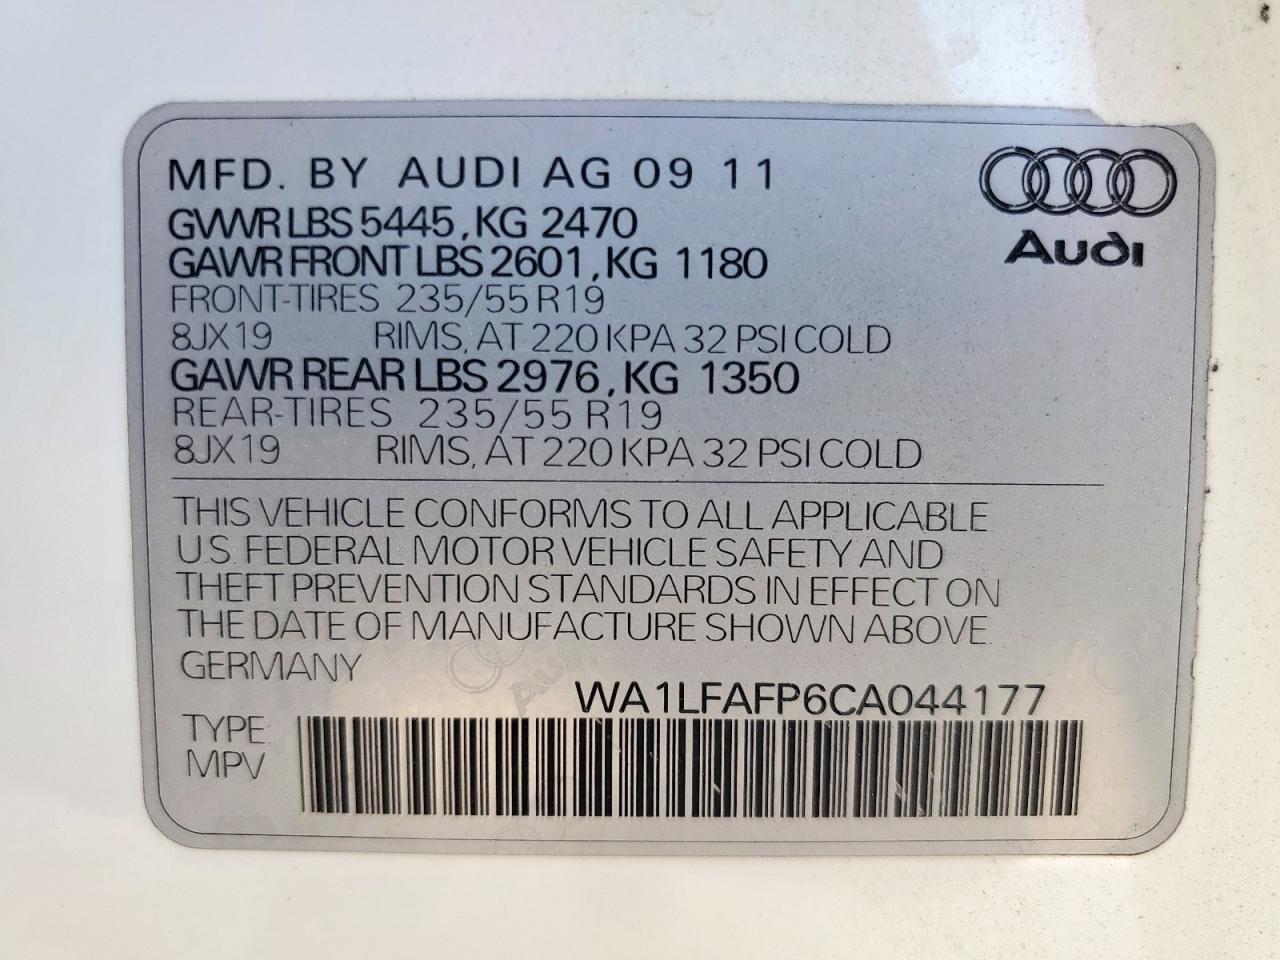 MFD. BY AUDI AG 09 11
GVWR LBS 5445, KG 2470
GAWR FRONT LBS 2601, KG 1180
FRONT-TIRES 235/55 R19
8JX19 RIMS, AT 220 KPA 32 PSI COLD
GAWR REAR LBS 2976, KG 1350
REAR-TIRES 235/55 R19
8JX19 RIMS, AT 220 KPA 32 PSI COLD
Audi
THIS VEHICLE CONFORMS TO ALL APPLICABLE
U.S. FEDERAL MOTOR VEHICLE SAFETY AND
THEFT PREVENTION STANDARDS IN EFFECT ON
THE DATE OF MANUFACTURE SHOWN ABOVE.
GERMANY
WA1LFAFP6CA044177
TYPE:
MPV